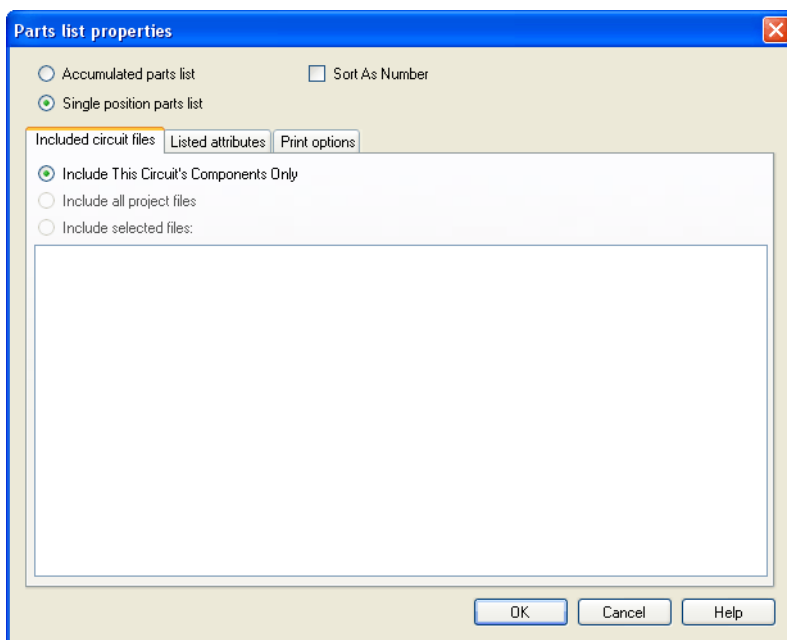 Parts list properties
Accumulated parts list
Sort As Number
Single position parts list
Included circuit files
Listed attributes
Print options
Include This Circuit's Components Only
Include all project files
Include selected files:
OK
Cancel
Help